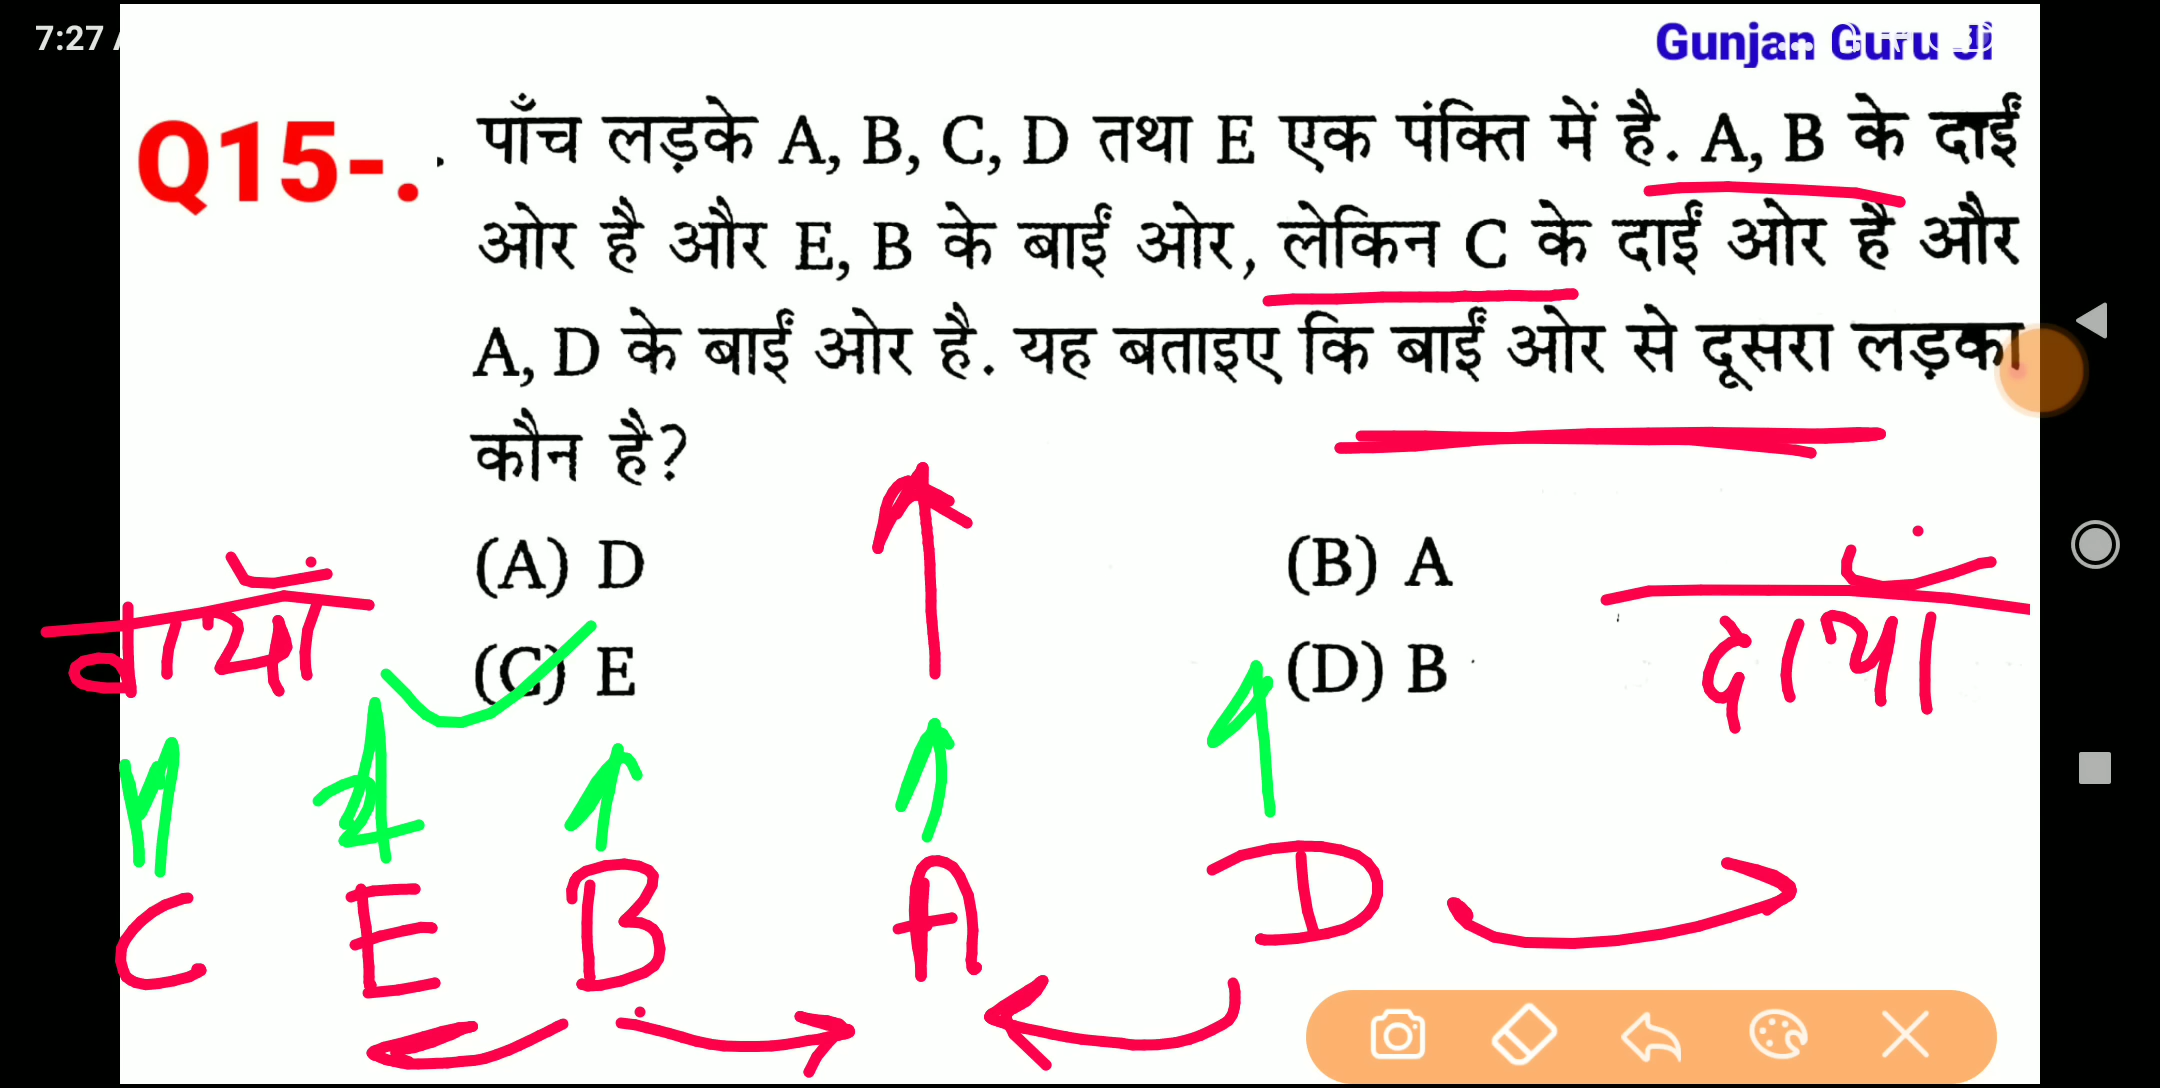 7:27
Gunjan Guru Ji
Q15-.
पाँच लड़के A, B, C, D तथा E एक पंक्ति में है. A, B के दाईं
ओर है और E, B के बाईं ओर, लेकिन C के दाईं ओर है और
A, D के बाईं ओर है. यह बताइए कि बाईं ओर से दूसरा लड़का
कौन है?
(A) D
(B) A
(C) E
(D) B
बायाँ
दायाँ
C E B A D